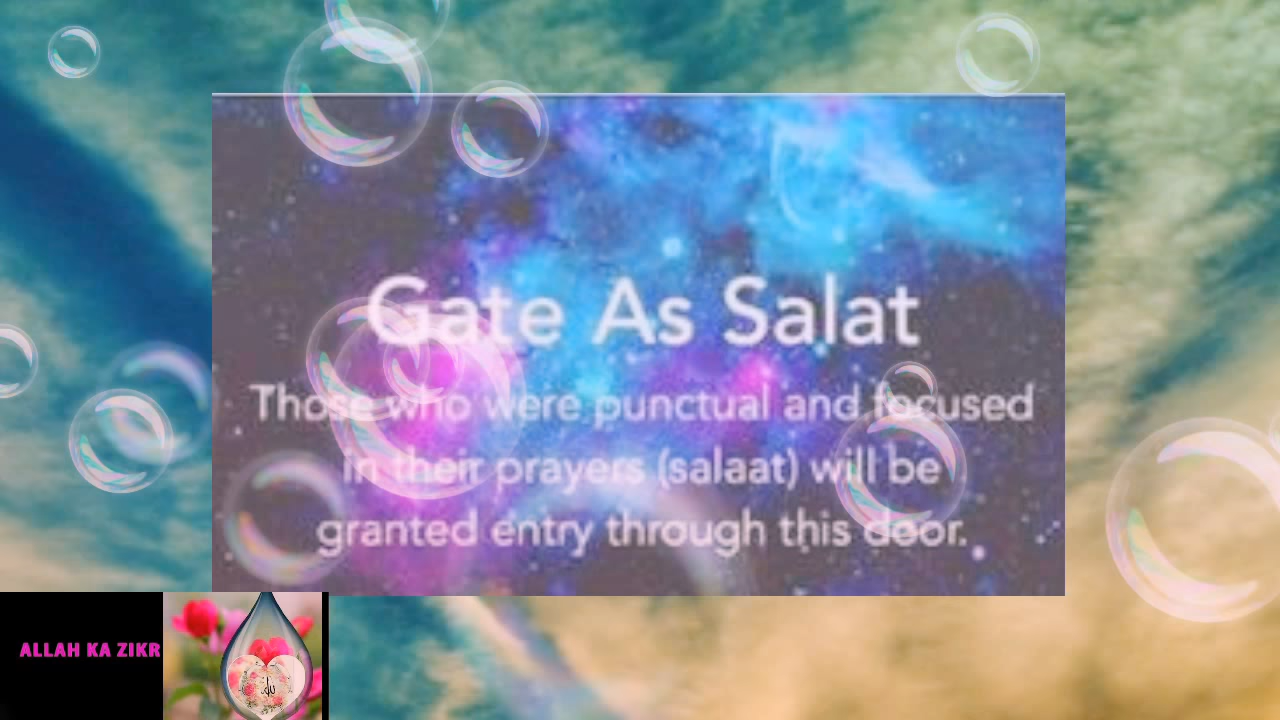 Gate As Salat
Those who were punctual and focused
in their prayers (salaat) will be
granted entry through this door.
ALLAH KA ZIKR